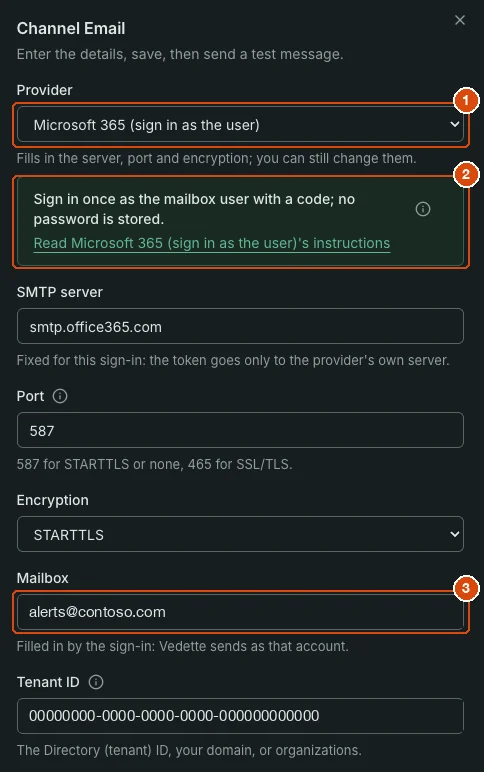 Channel Email
Enter the details, save, then send a test message.
Provider
1
Microsoft 365 (sign in as the user)
Fills in the server, port and encryption; you can still change them.
2
Sign in once as the mailbox user with a code; no
password is stored.
Read Microsoft 365 (sign in as the user)'s instructions
SMTP server
smtp.office365.com
Fixed for this sign-in: the token goes only to the provider's own server.
Port
587
587 for STARTTLS or none, 465 for SSL/TLS.
Encryption
STARTTLS
Mailbox
3
alerts@contoso.com
Filled in by the sign-in: Vedette sends as that account.
Tenant ID
00000000-0000-0000-0000-000000000000
The Directory (tenant) ID, your domain, or organizations.